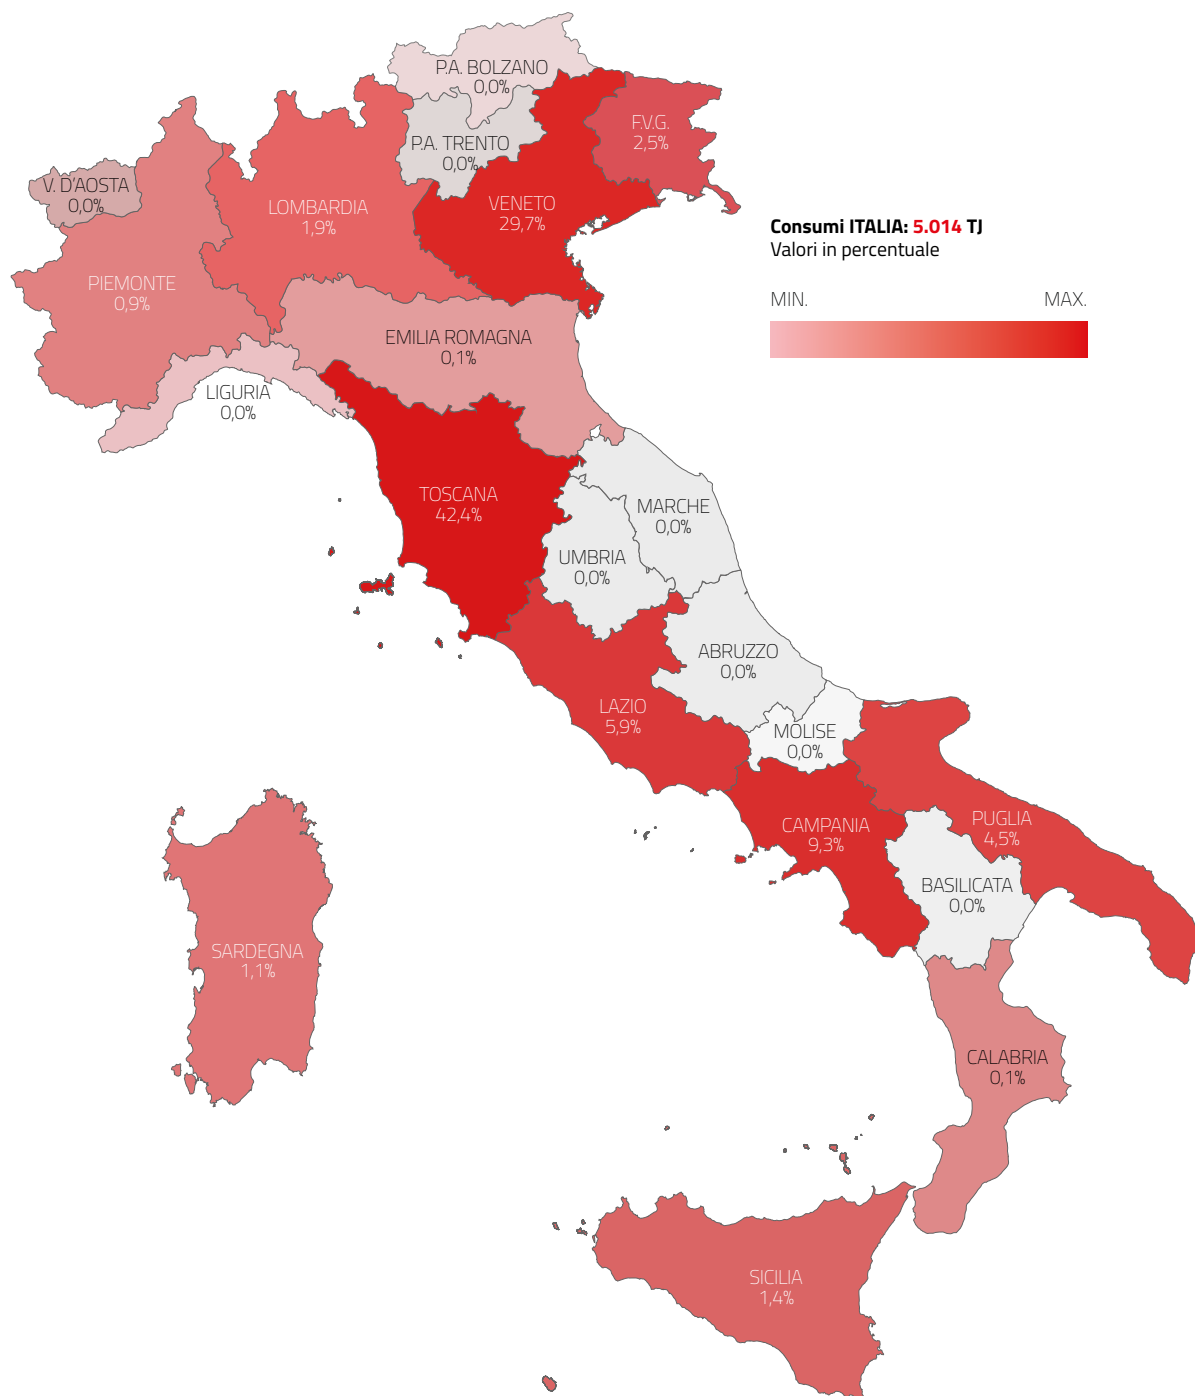 P.A. BOLZANO
0,0%
F.V.G.
2,5%
P.A. TRENTO
0,0%
V. D'AOSTA
0,0%
LOMBARDIA
1,9%
VENETO
29,7%
Consumi ITALIA: 5.014 TJ
Valori in percentuale
MIN.
MAX.
PIEMONTE
0,9%
EMILIA ROMAGNA
0,1%
LIGURIA
0,0%
TOSCANA
42,4%
MARCHE
0,0%
UMBRIA
0,0%
ABRUZZO
0,0%
LAZIO
5,9%
MOLISE
0,0%
CAMPANIA
9,3%
PUGLIA
4,5%
BASILICATA
0,0%
SARDEGNA
1,1%
CALABRIA
0,1%
SICILIA
1,4%